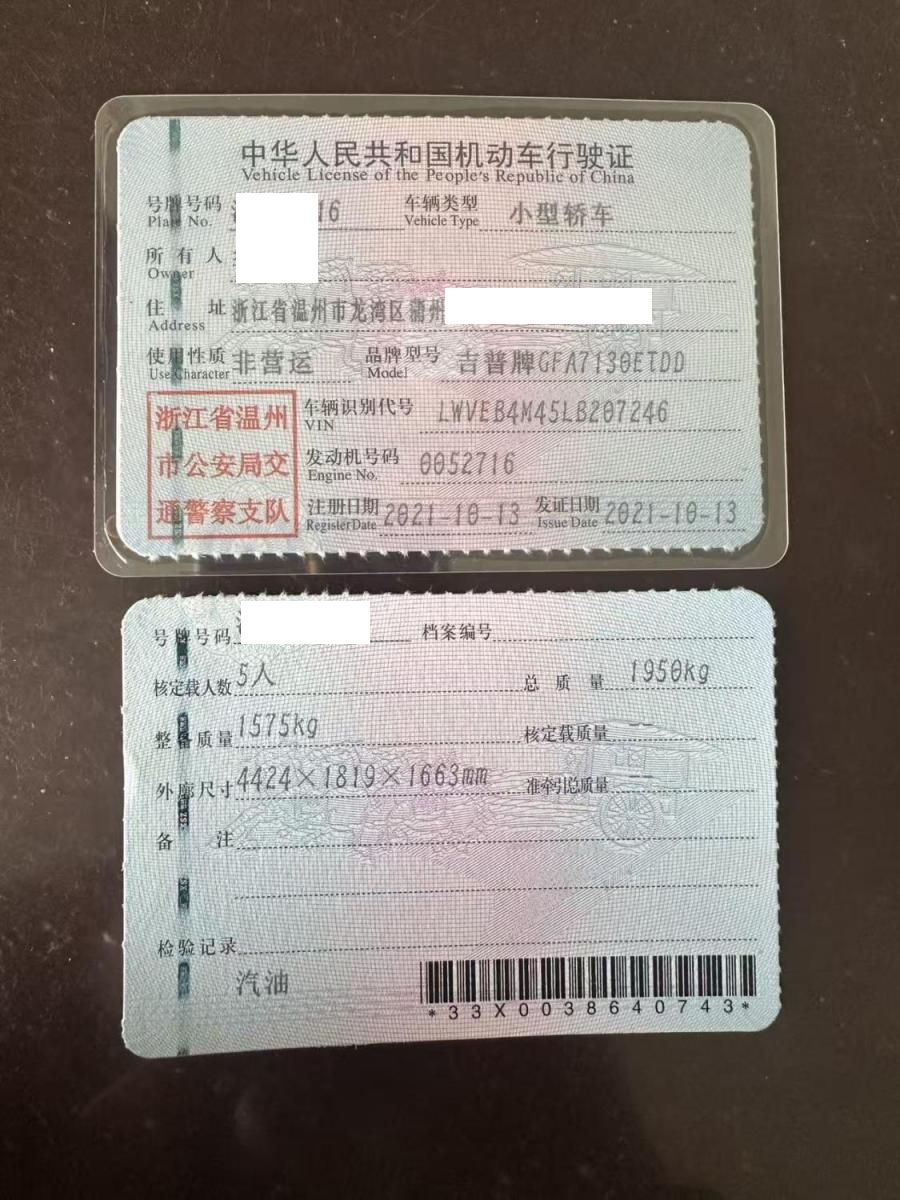 中华人民共和国机动车行驶证
Vehicle License of the People's Republic of China
号牌号码 16 车辆类型 小型轿车
Plate No. Vehicle Type
所有人
Owner
住址 浙江省温州市龙湾区蒲州
Address
使用性质 非营运 品牌型号 吉普牌GFA7130ETDD
Use Character Model
浙江省温州
市公安局交
通警察支队
车辆识别代号 LWVEB4M45LB207246
VIN
发动机号码 0052716
Engine No.
注册日期 2021-10-13 发证日期 2021-10-13
Register Date Issue Date
号牌号码 档案编号
核定载人数 5人 总质量 1950kg
整备质量 1575kg 核定载质量 --
外廓尺寸 4424×1819×1663mm 准牵引总质量 --
备注
检验记录
汽油
*33X0038640743*